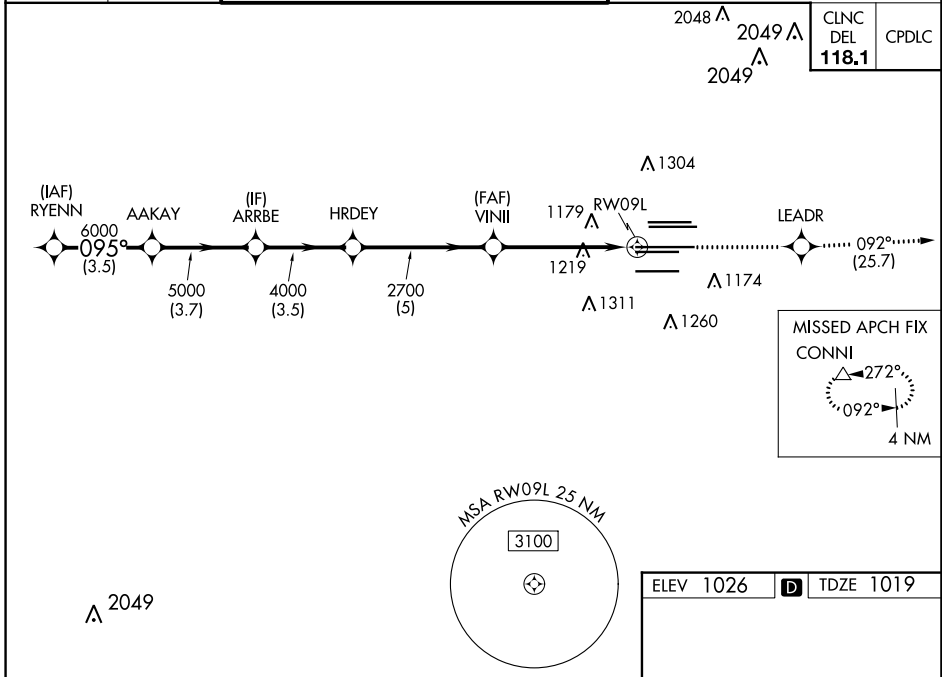 2048
2049
2049
CLNC
DEL
118.1
CPDLC
1304
(IAF)
RYENN
AAKAY
(IF)
ARRBE
HRDEY
(FAF)
VINII
1179
RW09L
LEADR
6000
095°
(3.5)
5000
(3.7)
4000
(3.5)
2700
(5)
1219
092°
(25.7)
1174
1311
1260
MISSED APCH FIX
CONNI
272°
092°
4 NM
MSA RW09L 25 NM
3100
2049
ELEV 1026 D TDZE 1019